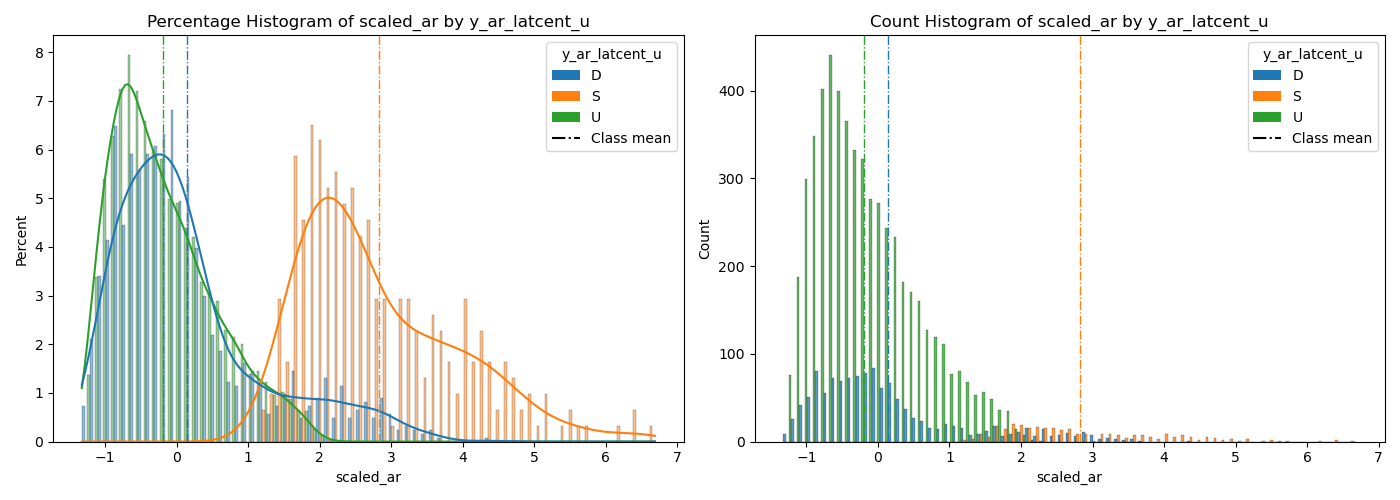 Percentage Histogram of scaled_ar by y_ar_latcent_u
8
7
6
5
4
3
2
1
0
Percent
−1
0
1
2
3
4
5
6
7
scaled_ar
y_ar_latcent_u
D
S
U
Class mean
Count Histogram of scaled_ar by y_ar_latcent_u
400
300
200
100
0
Count
−1
0
1
2
3
4
5
6
7
scaled_ar
y_ar_latcent_u
D
S
U
Class mean